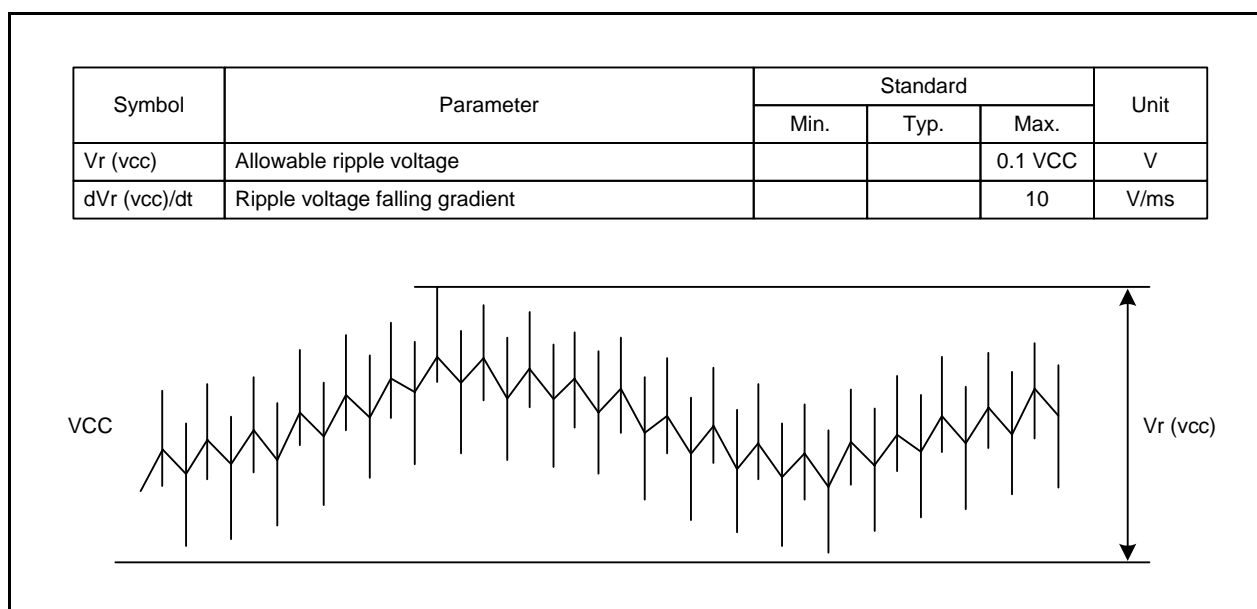 Symbol Parameter Standard Unit
Min. Typ. Max.
Vr (vcc) Allowable ripple voltage 0.1 VCC V
dVr (vcc)/dt Ripple voltage falling gradient 10 V/ms
VCC Vr (vcc)